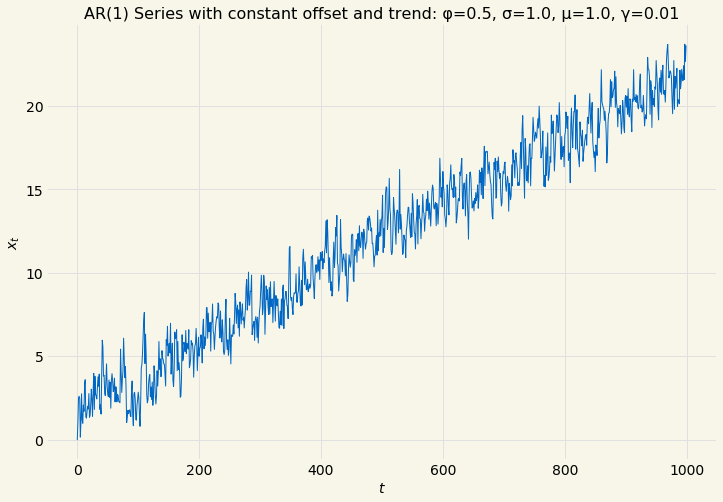 AR(1) Series with constant offset and trend: φ=0.5, σ=1.0, μ=1.0, γ=0.01
20
15
10
5
0
xₜ
0 200 400 600 800 1000
t